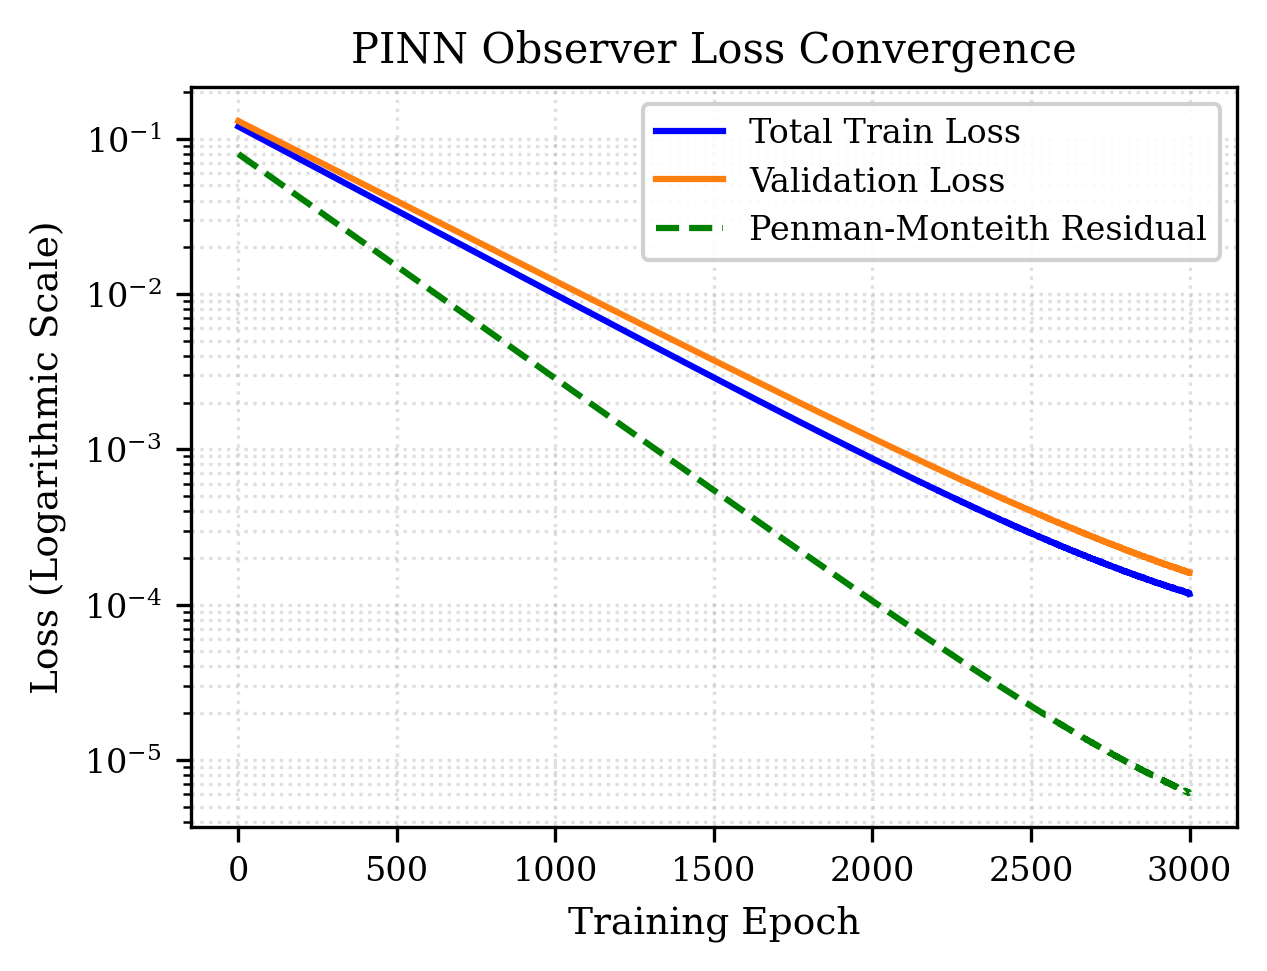 PINN Observer Loss Convergence
Total Train Loss
Validation Loss
Penman-Monteith Residual
Loss (Logarithmic Scale)
10⁻¹
10⁻²
10⁻³
10⁻⁴
10⁻⁵
0 500 1000 1500 2000 2500 3000
Training Epoch